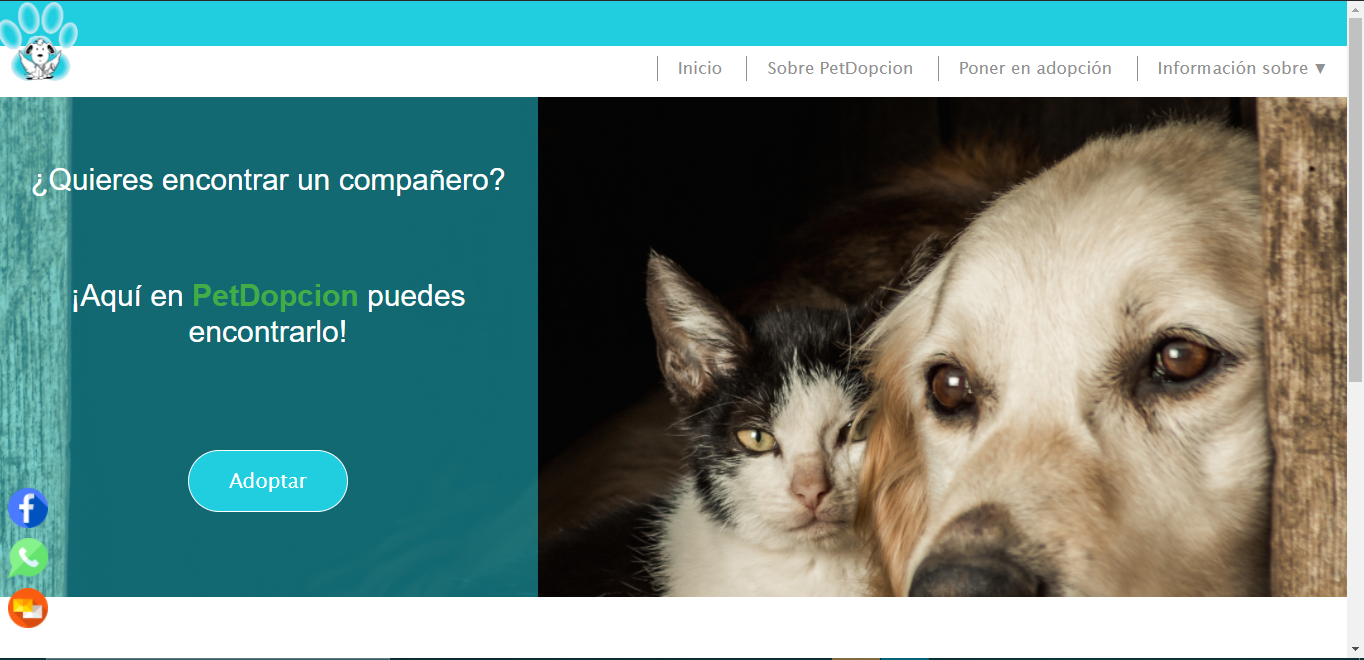 Inicio
Sobre PetDopcion
Poner en adopción
Información sobre ▼
¿Quieres encontrar un compañero?
¡Aquí en PetDopcion puedes
encontrarlo!
Adoptar